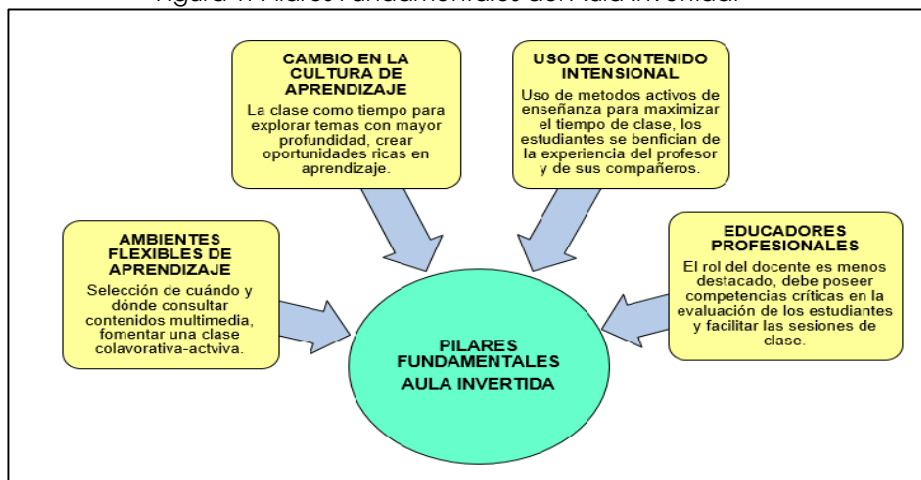 CAMBIO EN LA
CULTURA DE
APRENDIZAJE
La clase como tiempo para
explorar temas con mayor
profundidad, crear
oportunidades ricas en
aprendizaje.
USO DE CONTENIDO
INTENSIONAL
Uso de metodos activos de
enseñanza para maximizar
el tiempo de clase, los
estudiantes se benfician de
la experiencia del profesor
y de sus compañeros.
AMBIENTES
FLEXIBLES DE
APRENDIZAJE
Selección de cuándo y
dónde consultar
contenidos multimedia,
fomentar una clase
colavorativa-actviva.
EDUCADORES
PROFESIONALES
El rol del docente es menos
destacado, debe poseer
competencias críticas en la
evaluación de los estudiantes
y facilitar las sesiones de
clase.
PILARES
FUNDAMENTALES
AULA INVERTIDA